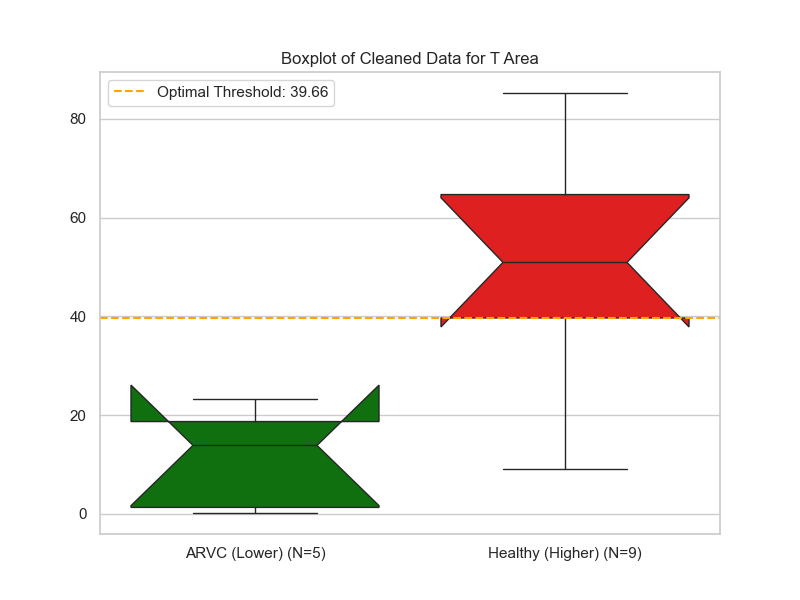 Boxplot of Cleaned Data for T Area
Optimal Threshold: 39.66
80
60
40
20
0
ARVC (Lower) (N=5)
Healthy (Higher) (N=9)